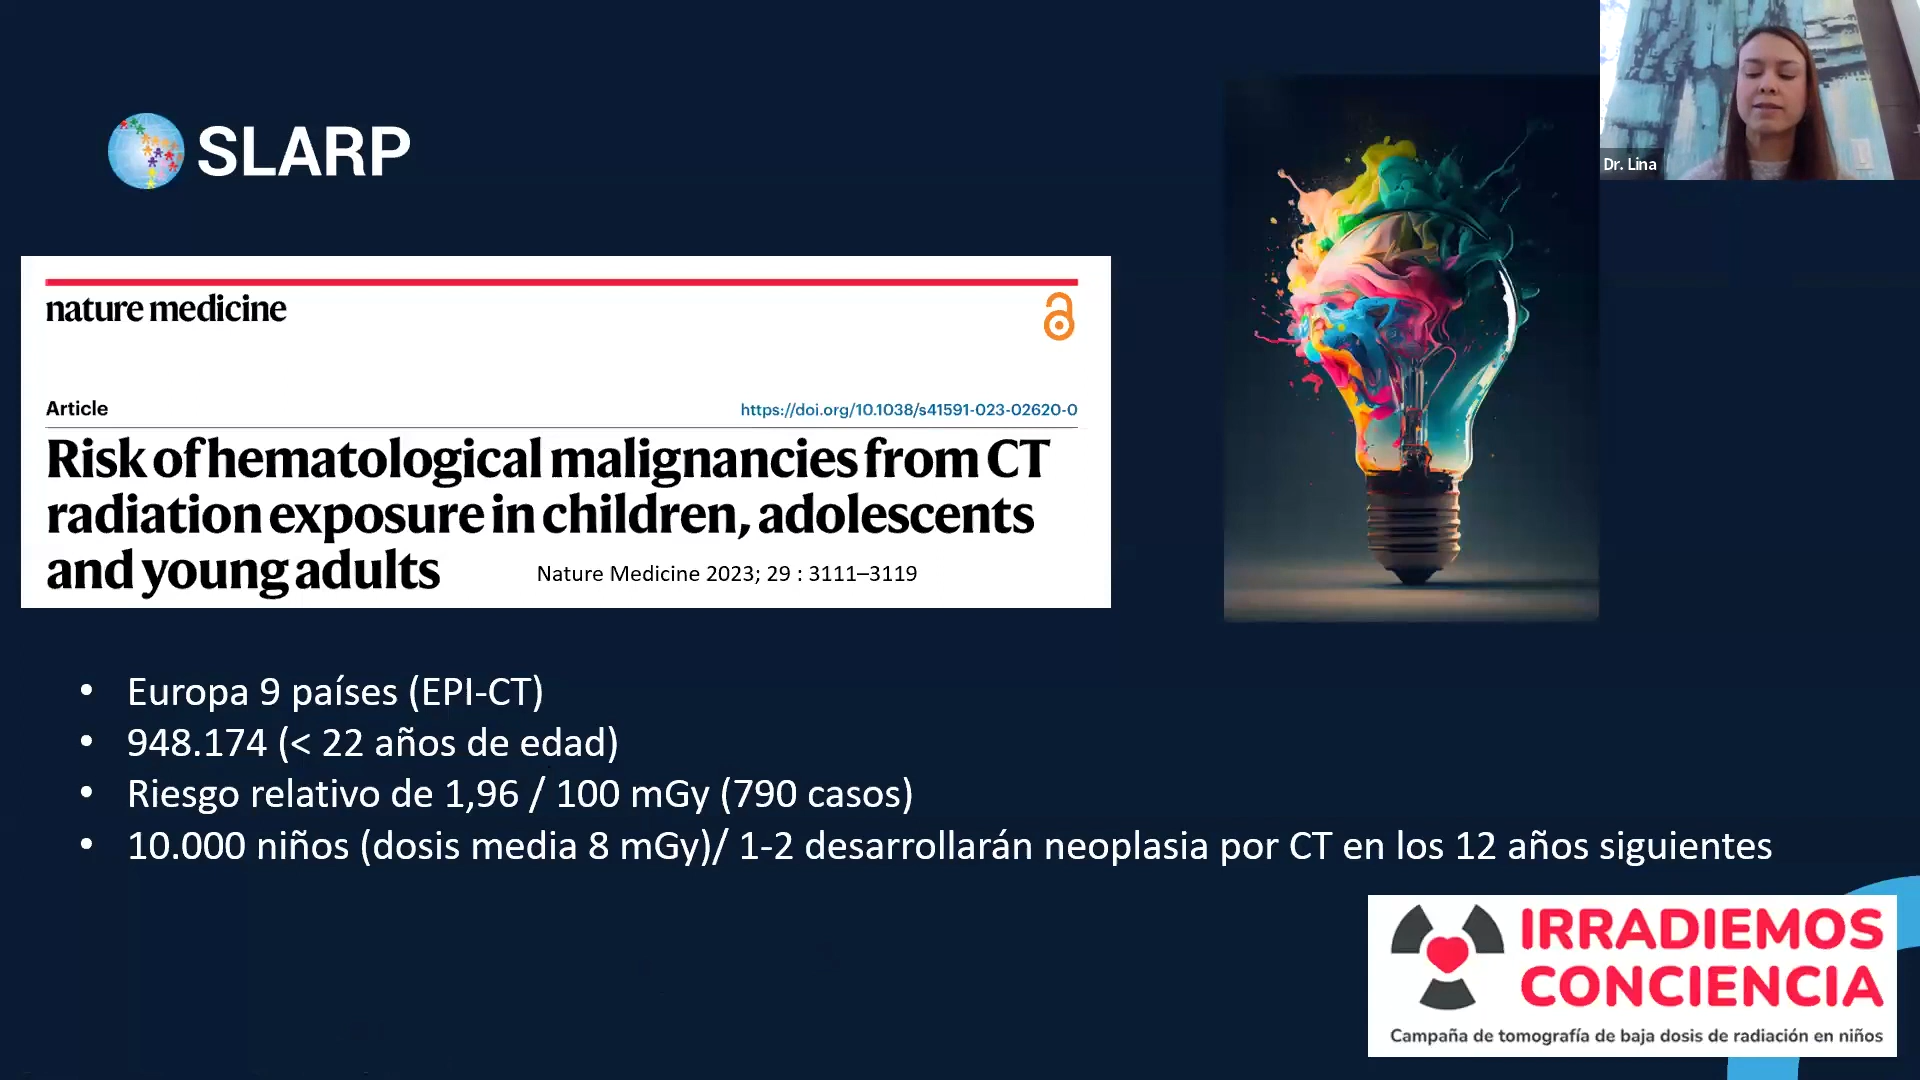 Dr. Lina
SLARP
nature medicine
Article
https://doi.org/10.1038/s41591-023-02620-0
Risk of hematological malignancies from CT
radiation exposure in children, adolescents
and young adults
Nature Medicine 2023; 29 : 3111–3119
• Europa 9 países (EPI-CT)
• 948.174 (< 22 años de edad)
• Riesgo relativo de 1,96 / 100 mGy (790 casos)
• 10.000 niños (dosis media 8 mGy)/ 1-2 desarrollarán neoplasia por CT en los 12 años siguientes
IRRADIEMOS
CONCIENCIA
Campaña de tomografía de baja dosis de radiación en niños